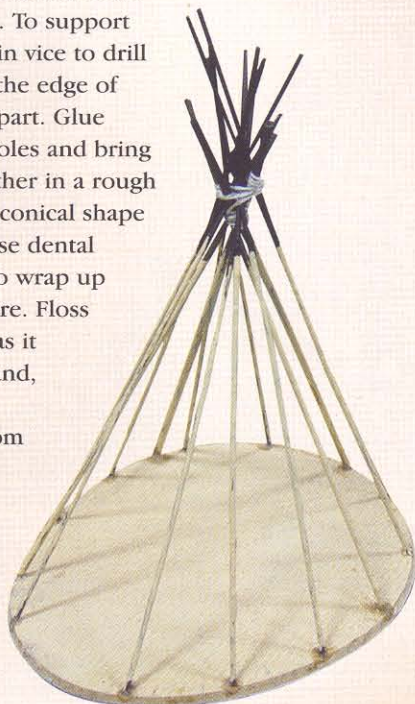 . To support
in vice to drill
the edge of
part. Glue
oles and bring
ther in a rough
conical shape
se dental
o wrap up
re. Floss
as it
and,
om